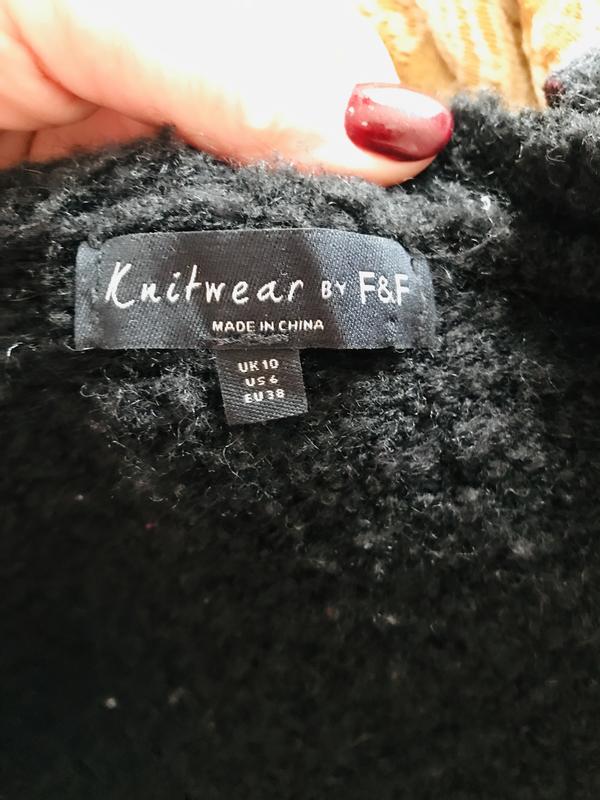 Knitwear BY F&F
MADE IN CHINA
UK 10
US 6
EU 38